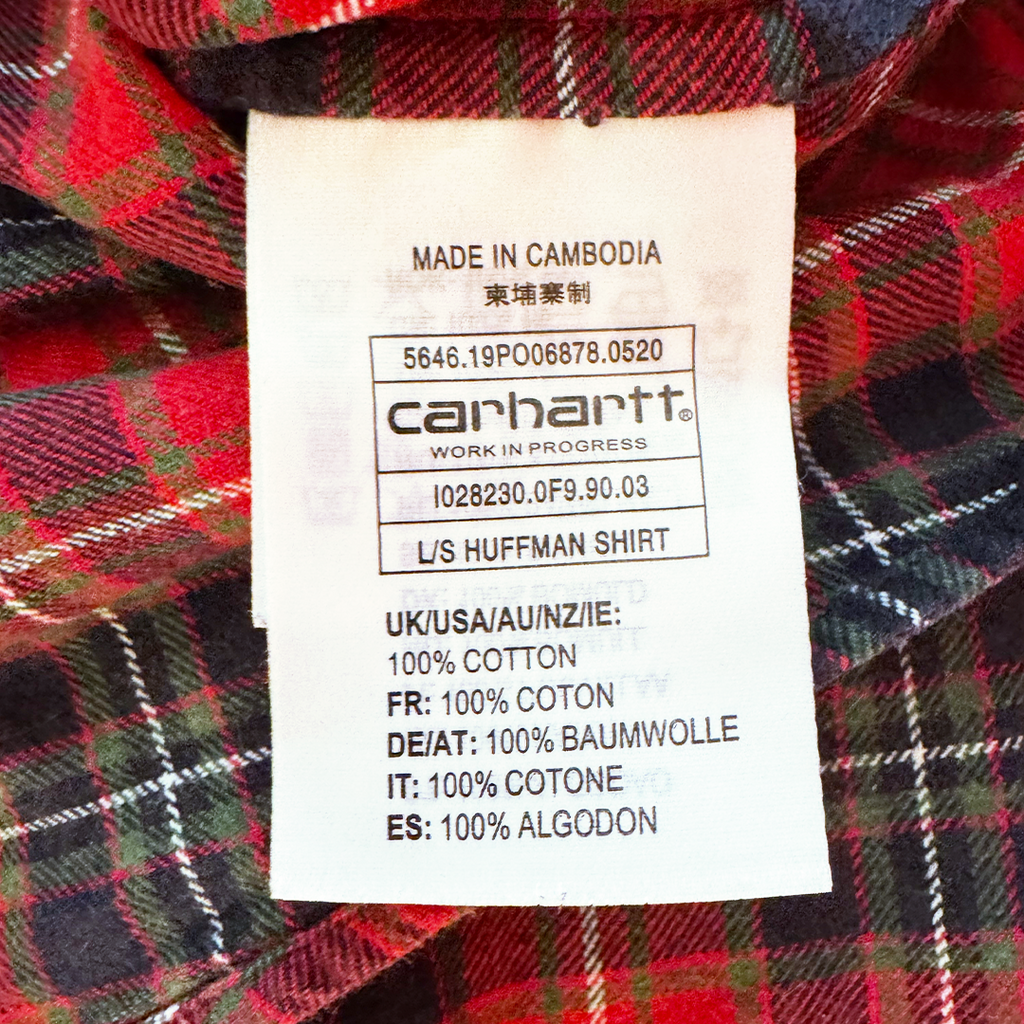 MADE IN CAMBODIA
柬埔寨制
5646.19PO06878.0520
carhartt®
WORK IN PROGRESS
I028230.0F9.90.03
L/S HUFFMAN SHIRT
UK/USA/AU/NZ/IE:
100% COTTON
FR: 100% COTON
DE/AT: 100% BAUMWOLLE
IT: 100% COTONE
ES: 100% ALGODON